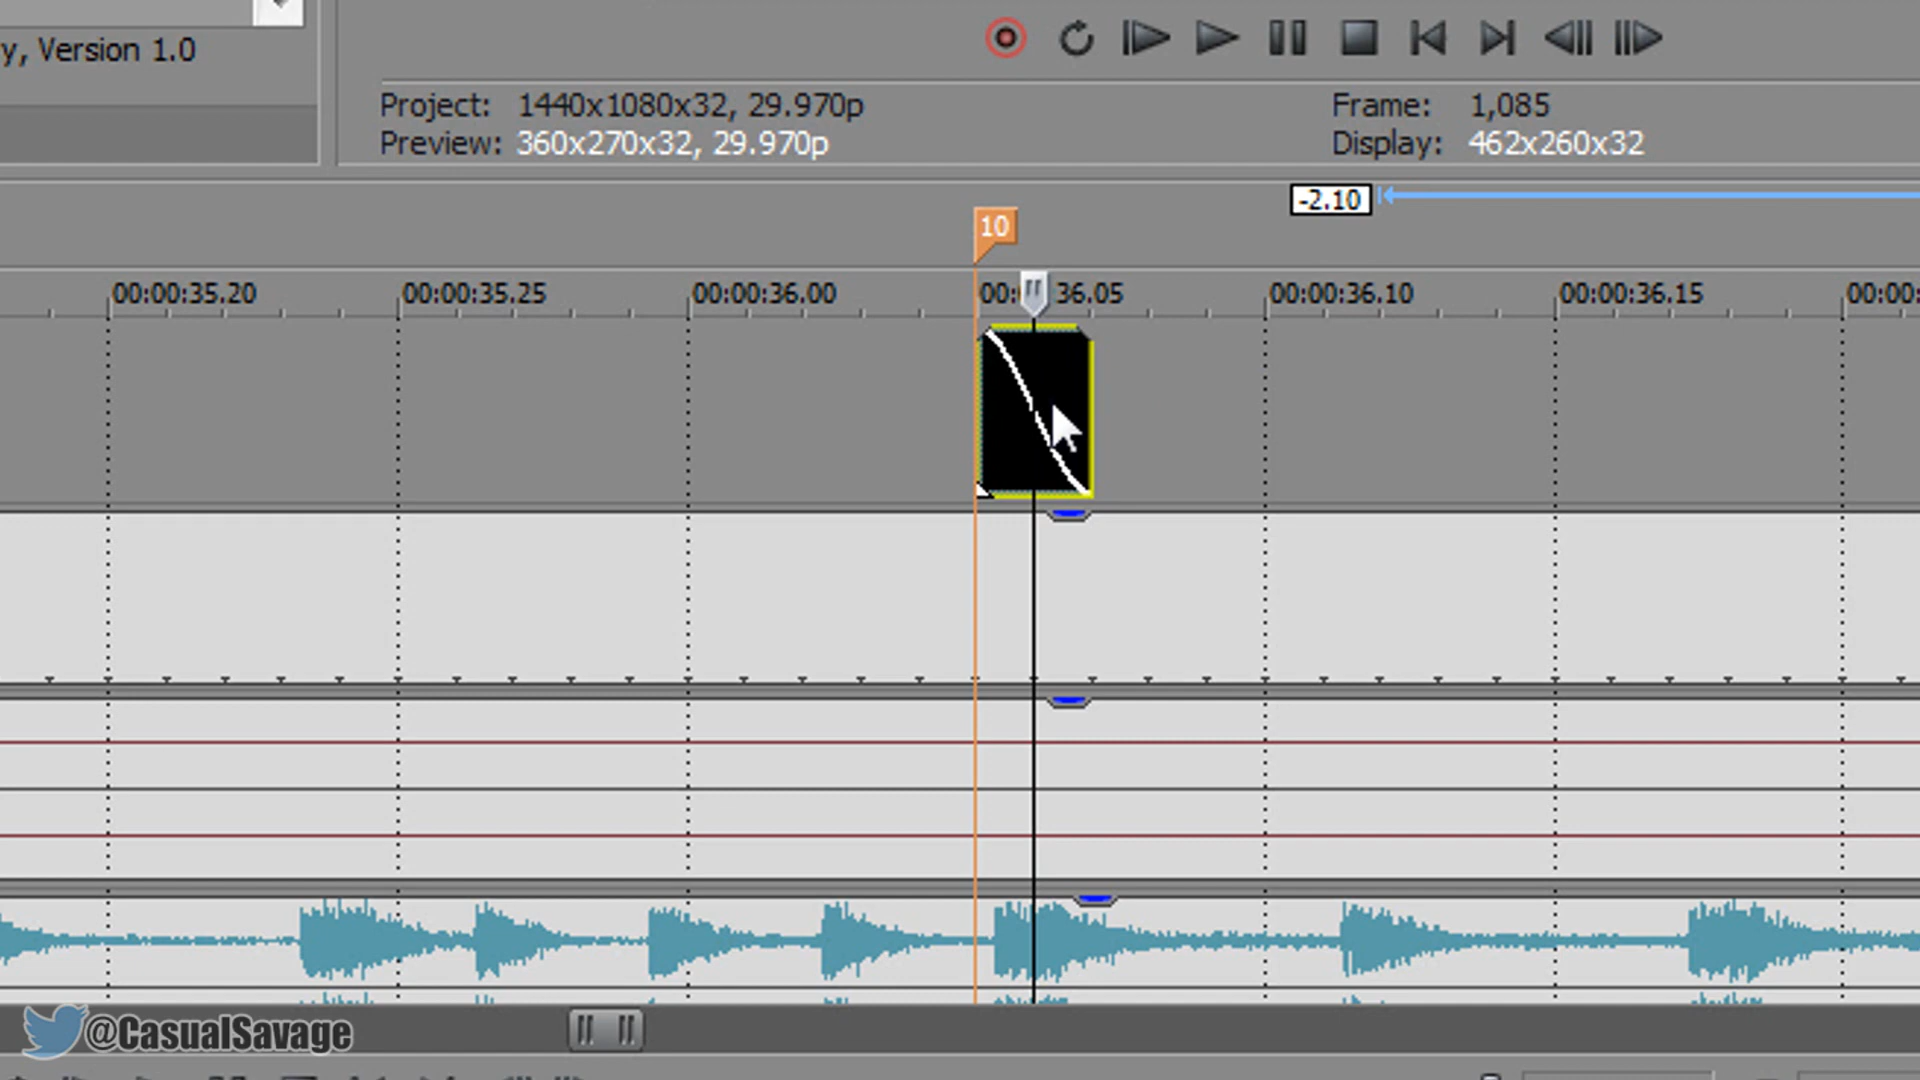 y, Version 1.0
Project: 1440x1080x32, 29.970p
Frame: 1,085
Preview: 360x270x32, 29.970p
Display: 462x260x32
-2.10
10
00:00:35.20 00:00:35.25 00:00:36.00 00: 36.05 00:00:36.10 00:00:36.15 00:00:
@CasualSavage